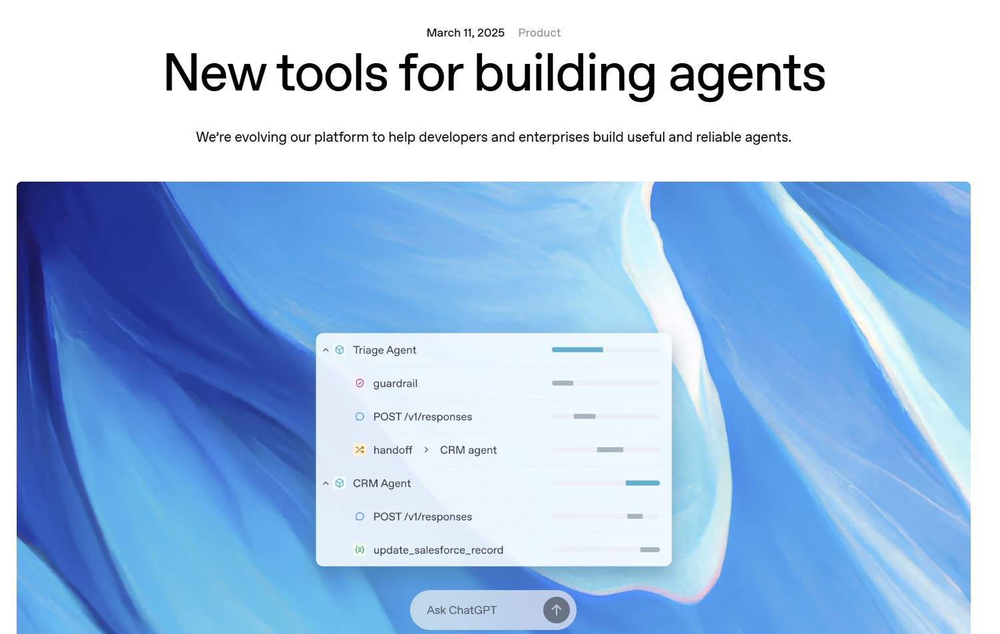 March 11, 2025 Product
New tools for building agents
We’re evolving our platform to help developers and enterprises build useful and reliable agents.
Triage Agent
guardrail
POST /v1/responses
handoff > CRM agent
CRM Agent
POST /v1/responses
update_salesforce_record
Ask ChatGPT